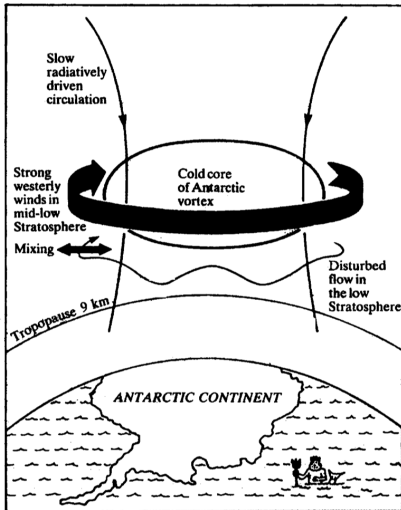 Slow
radiatively
driven
circulation
Strong
westerly
winds in
mid-low
Stratosphere
Cold core
of Antarctic
vortex
Mixing
Disturbed
flow in
the low
Stratosphere
Tropopause 9 km
ANTARCTIC CONTINENT